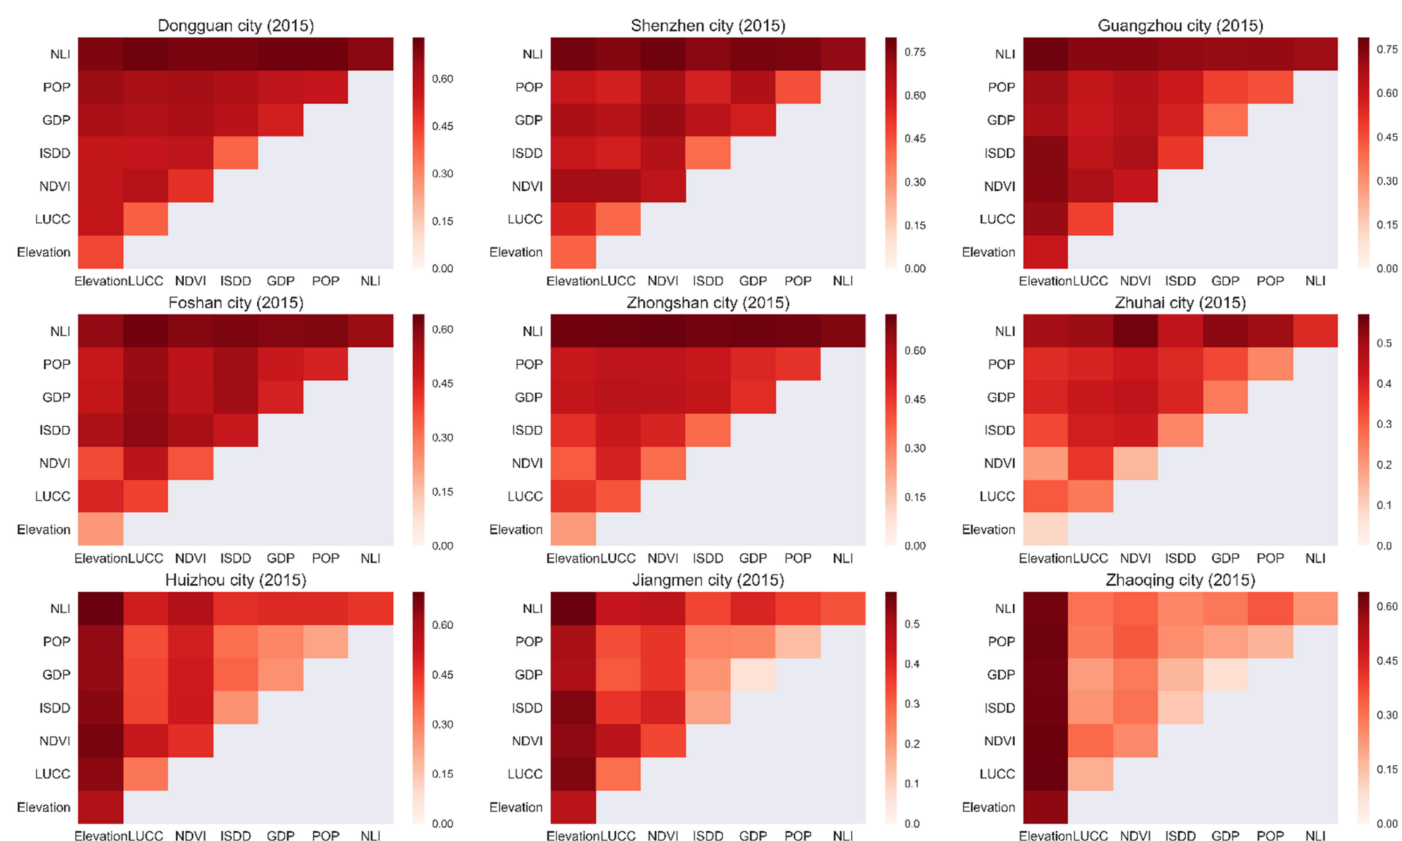 Dongguan city (2015) Shenzhen city (2015) Guangzhou city (2015)
NLI NLI NLI
0.75 0.75
POP 0.60 POP POP
0.60 0.60
GDP GDP GDP
0.45 0.45 0.45
ISDD ISDD ISDD
0.30 0.30 0.30
NDVI NDVI NDVI
LUCC 0.15 LUCC 0.15 LUCC 0.15
Elevation 0.00 Elevation 0.00 Elevation 0.00
Elevation LUCC NDVI ISDD GDP POP NLI Elevation LUCC NDVI ISDD GDP POP NLI Elevation LUCC NDVI ISDD GDP POP NLI
Foshan city (2015) Zhongshan city (2015) Zhuhai city (2015)
NLI 0.60 NLI NLI
0.60 0.5
POP POP POP
0.45 0.45 0.4
GDP GDP GDP
ISDD 0.30 ISDD 0.30 ISDD 0.3
NDVI NDVI NDVI 0.2
LUCC 0.15 LUCC 0.15 LUCC 0.1
Elevation 0.00 Elevation 0.00 Elevation 0.0
Elevation LUCC NDVI ISDD GDP POP NLI Elevation LUCC NDVI ISDD GDP POP NLI Elevation LUCC NDVI ISDD GDP POP NLI
Huizhou city (2015) Jiangmen city (2015) Zhaoqing city (2015)
NLI 0.60 NLI 0.5 NLI 0.60
POP POP POP
0.45 0.4 0.45
GDP GDP GDP
ISDD 0.30 ISDD 0.3 ISDD 0.30
NDVI NDVI 0.2 NDVI
LUCC 0.15 LUCC 0.1 LUCC 0.15
Elevation 0.00 Elevation 0.0 Elevation 0.00
Elevation LUCC NDVI ISDD GDP POP NLI Elevation LUCC NDVI ISDD GDP POP NLI Elevation LUCC NDVI ISDD GDP POP NLI